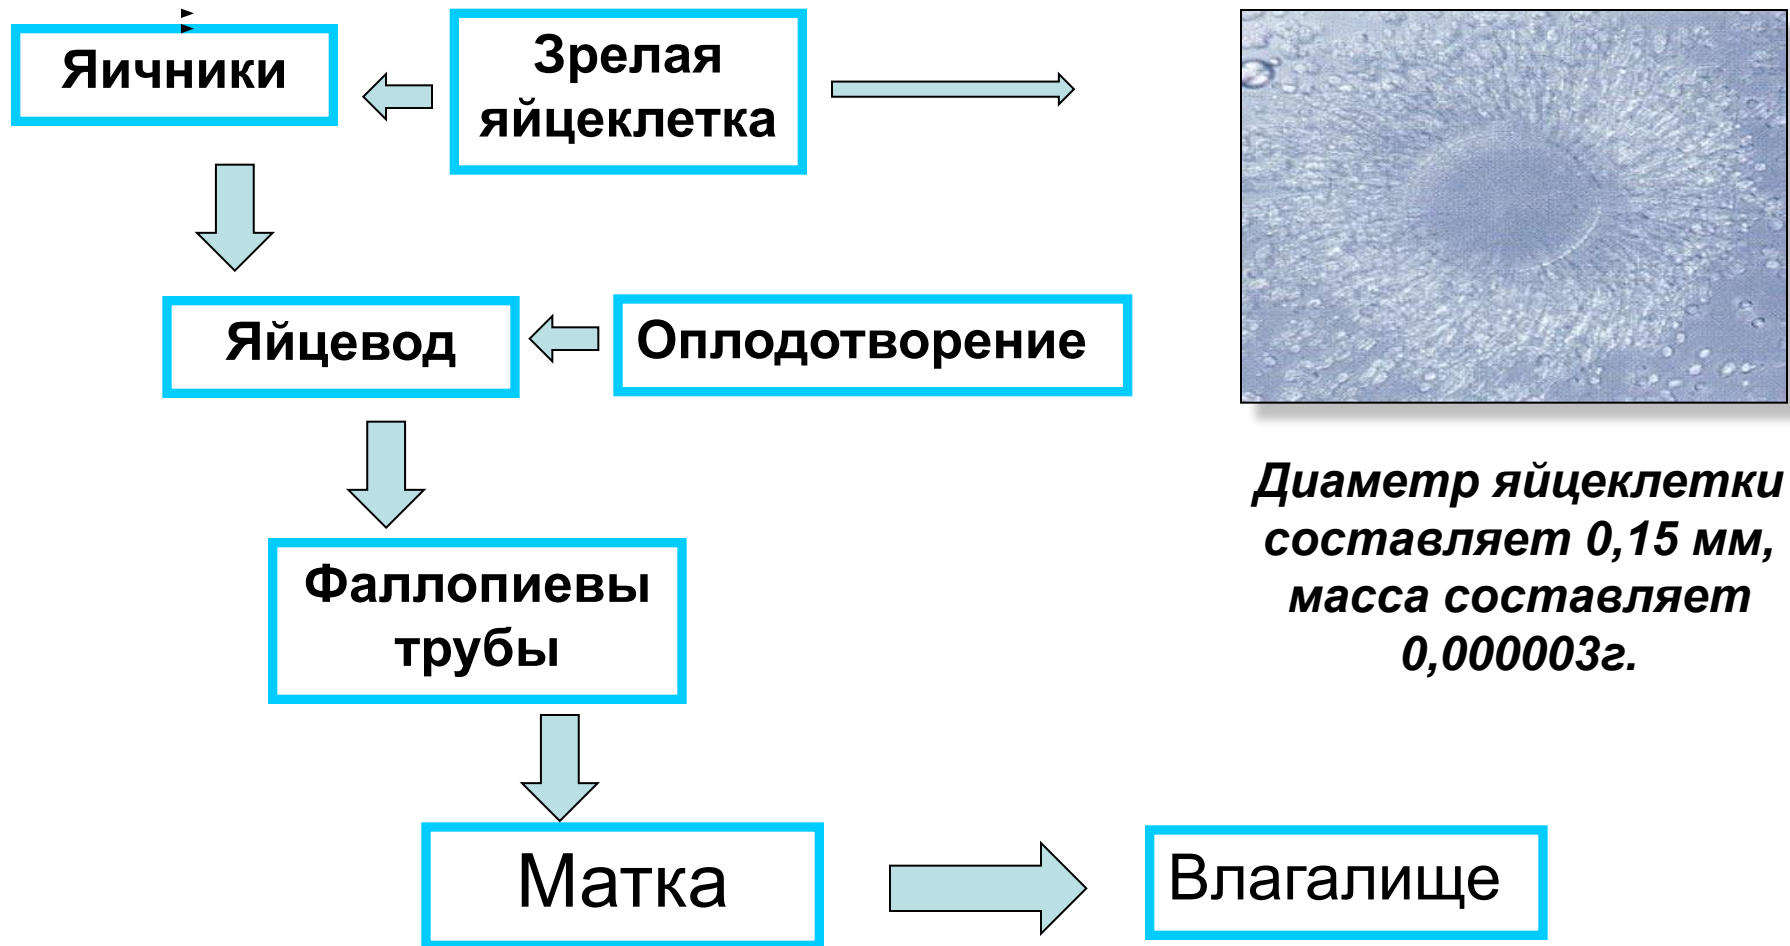 Яичники
Зрелая
яйцеклетка
Яйцевод
Оплодотворение
Фаллопиевы
трубы
Матка
Влагалище
Диаметр яйцеклетки
составляет 0,15 мм,
масса составляет
0,000003г.